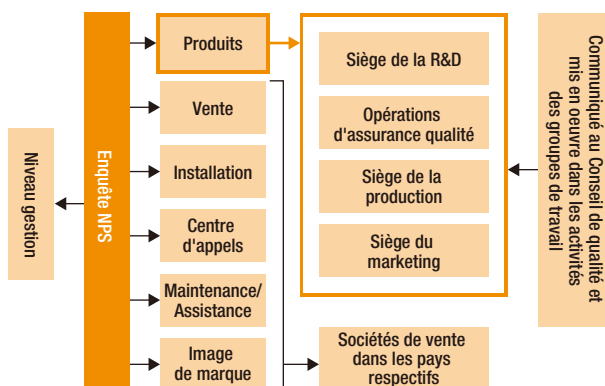 Niveau gestion
Enquête NPS
Produits
Vente
Installation
Centre
d'appels
Maintenance/
Assistance
Image
de marque
Siège de la R&D
Opérations
d'assurance qualité
Siège de la
production
Siège du
marketing
Sociétés de vente
dans les pays
respectifs
Communiqué au Conseil de qualité et
mis en oeuvre dans les activités
des groupes de travail